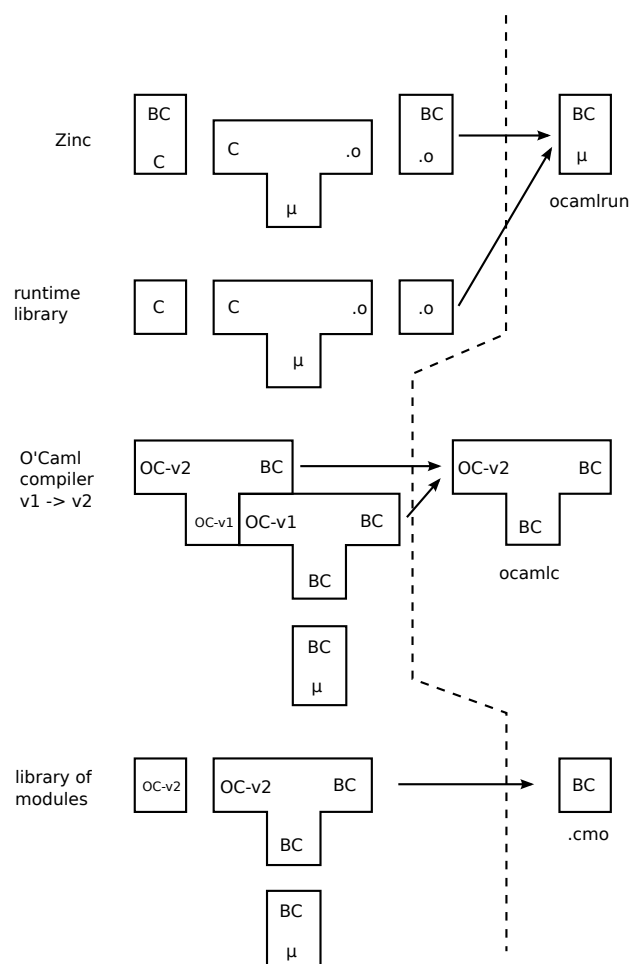 BC
C
Zinc
C
.o
µ
BC
.o
BC
µ
ocamlrun
runtime
library
C
C
.o
µ
.o
O'Caml
compiler
v1 -> v2
OC-v2
BC
OC-v1
OC-v1
BC
BC
BC
µ
OC-v2
BC
BC
ocamlc
library of
modules
OC-v2
OC-v2
BC
BC
BC
µ
BC
.cmo